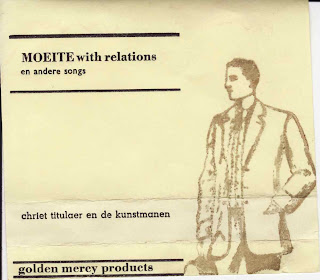 MOEITE with relations
en andere songs
chriet titulaer en de kunstmanen
golden mercy products